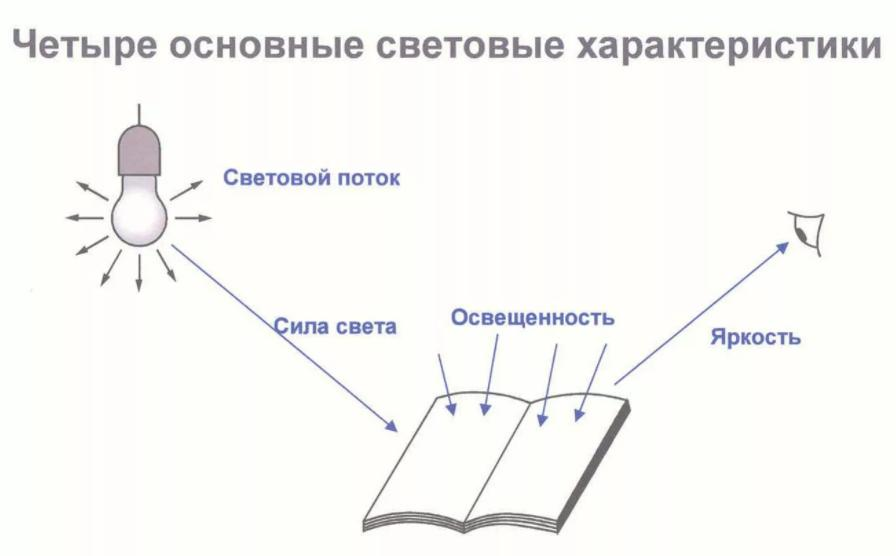 Четыре основные световые характеристики
Световой поток
Сила света
Освещенность
Яркость